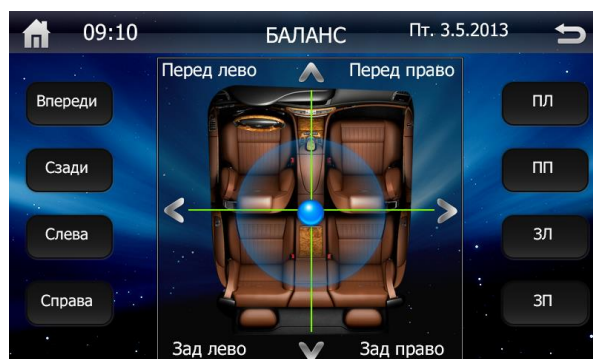 09:10
БАЛАНС
Пт. 3.5.2013
Перед лево
Перед право
Впереди
ПЛ
Сзади
ПП
Слева
ЗЛ
Справа
ЗП
Зад лево
Зад право